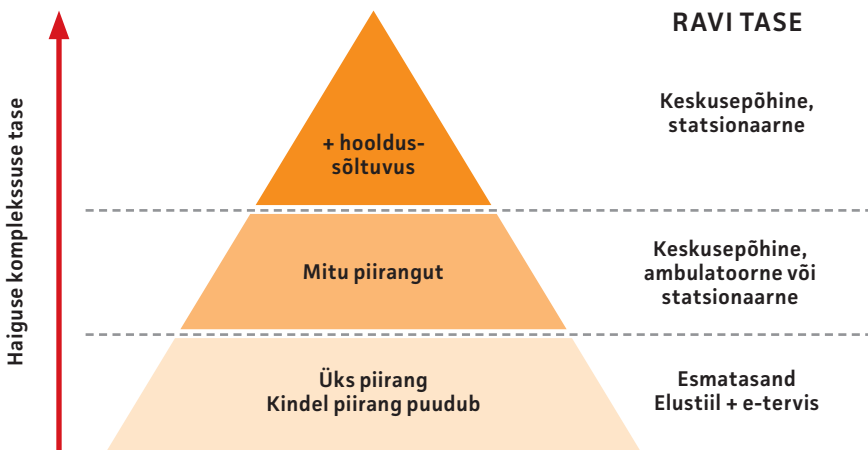 RAVI TASE
Haiguse komplekssuse tase
+ hooldus-
sõltuvus
Keskusepõhine,
statsionaarne
Mitu piirangut
Keskusepõhine,
ambulatoorne või
statsionaarne
Üks piirang
Kindel piirang puudub
Esmatasand
Elustiil + e-tervis